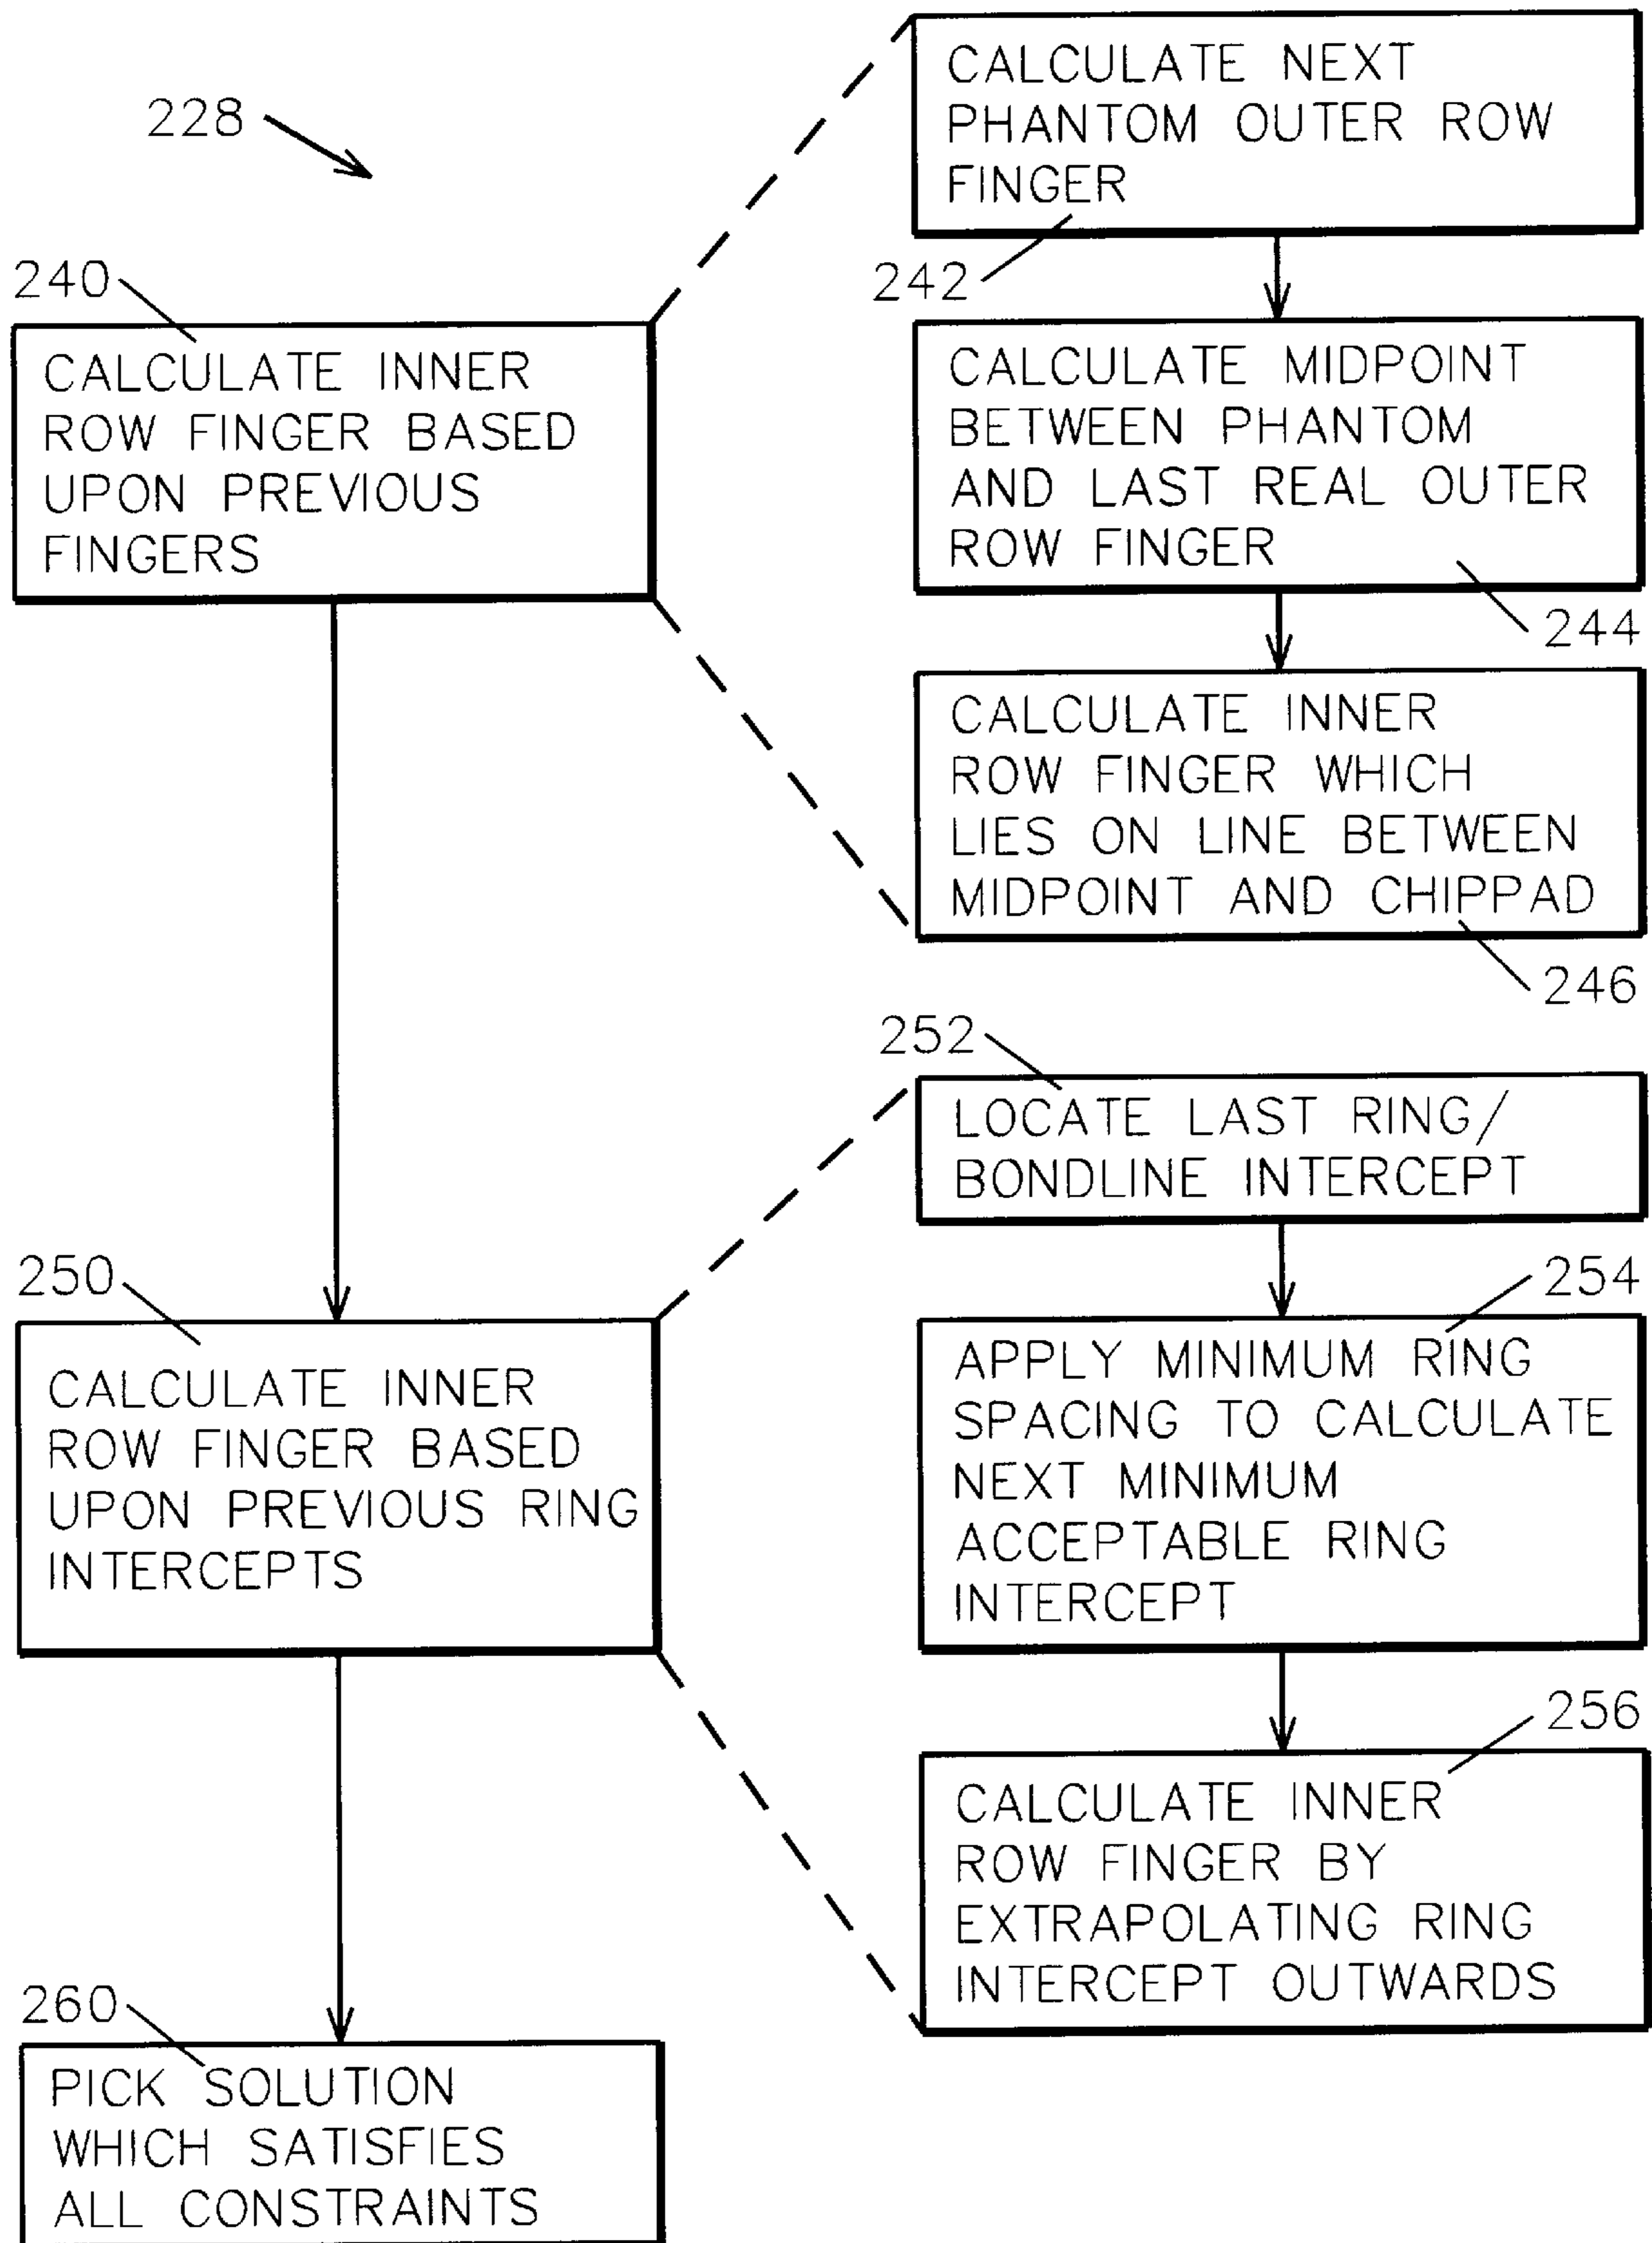 228
240
CALCULATE INNER
ROW FINGER BASED
UPON PREVIOUS
FINGERS
CALCULATE NEXT
PHANTOM OUTER ROW
FINGER
242
CALCULATE MIDPOINT
BETWEEN PHANTOM
AND LAST REAL OUTER
ROW FINGER
244
CALCULATE INNER
ROW FINGER WHICH
LIES ON LINE BETWEEN
MIDPOINT AND CHIPPAD
246
250
CALCULATE INNER
ROW FINGER BASED
UPON PREVIOUS RING
INTERCEPTS
252
LOCATE LAST RING/
BONDLINE INTERCEPT
254
APPLY MINIMUM RING
SPACING TO CALCULATE
NEXT MINIMUM
ACCEPTABLE RING
INTERCEPT
256
CALCULATE INNER
ROW FINGER BY
EXTRAPOLATING RING
INTERCEPT OUTWARDS
260
PICK SOLUTION
WHICH SATISFIES
ALL CONSTRAINTS